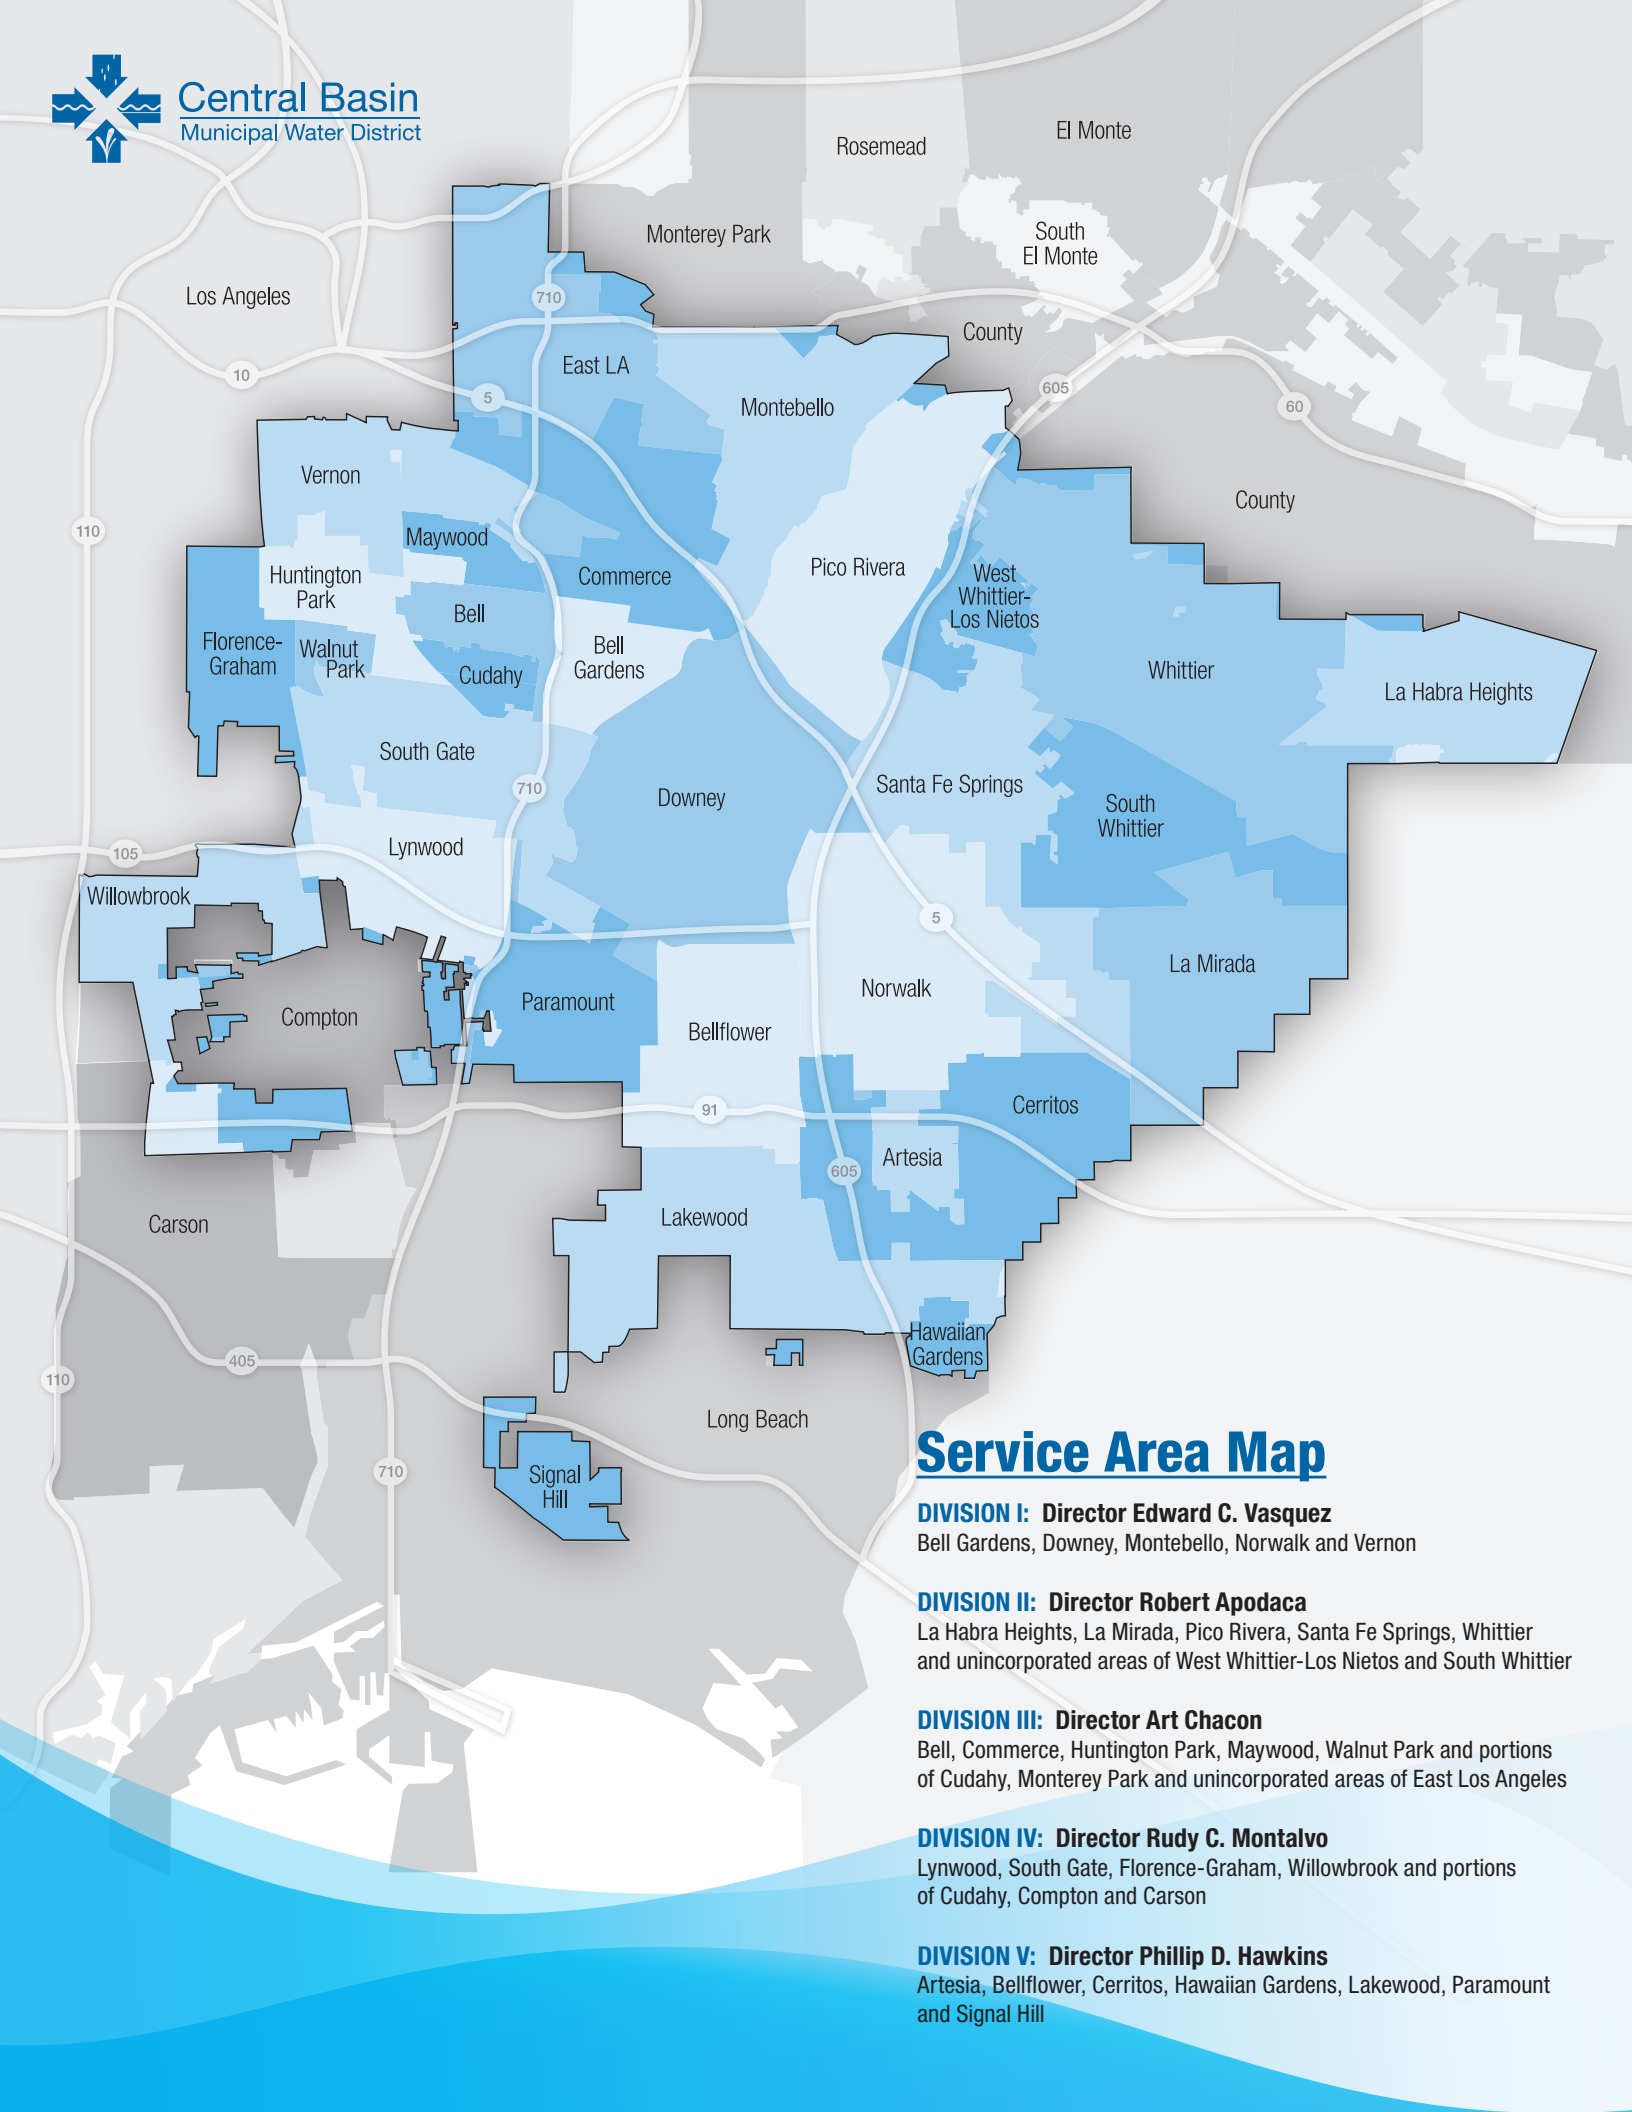 Central Basin
Municipal Water District
Rosemead
El Monte
Monterey Park
South
El Monte
Los Angeles
710
County
East LA
10
5
605
60
Montebello
Vernon
County
110
Maywood
Commerce
Pico Rivera
West
Whittier-
Los Nietos
Huntington
Park
Bell
Florence-
Graham
Walnut
Park
Bell
Gardens
Cudahy
Whittier
La Habra Heights
South Gate
710
Downey
Santa Fe Springs
South
Whittier
Lynwood
105
Willowbrook
5
La Mirada
Norwalk
Paramount
Compton
Bellflower
91
Cerritos
Artesia
605
Carson
Lakewood
Hawaiian
Gardens
405
110
Long Beach
710
Signal
Hill
Service Area Map
DIVISION I: Director Edward C. Vasquez
Bell Gardens, Downey, Montebello, Norwalk and Vernon
DIVISION II: Director Robert Apodaca
La Habra Heights, La Mirada, Pico Rivera, Santa Fe Springs, Whittier
and unincorporated areas of West Whittier-Los Nietos and South Whittier
DIVISION III: Director Art Chacon
Bell, Commerce, Huntington Park, Maywood, Walnut Park and portions
of Cudahy, Monterey Park and unincorporated areas of East Los Angeles
DIVISION IV: Director Rudy C. Montalvo
Lynwood, South Gate, Florence-Graham, Willowbrook and portions
of Cudahy, Compton and Carson
DIVISION V: Director Phillip D. Hawkins
Artesia, Bellflower, Cerritos, Hawaiian Gardens, Lakewood, Paramount
and Signal Hill